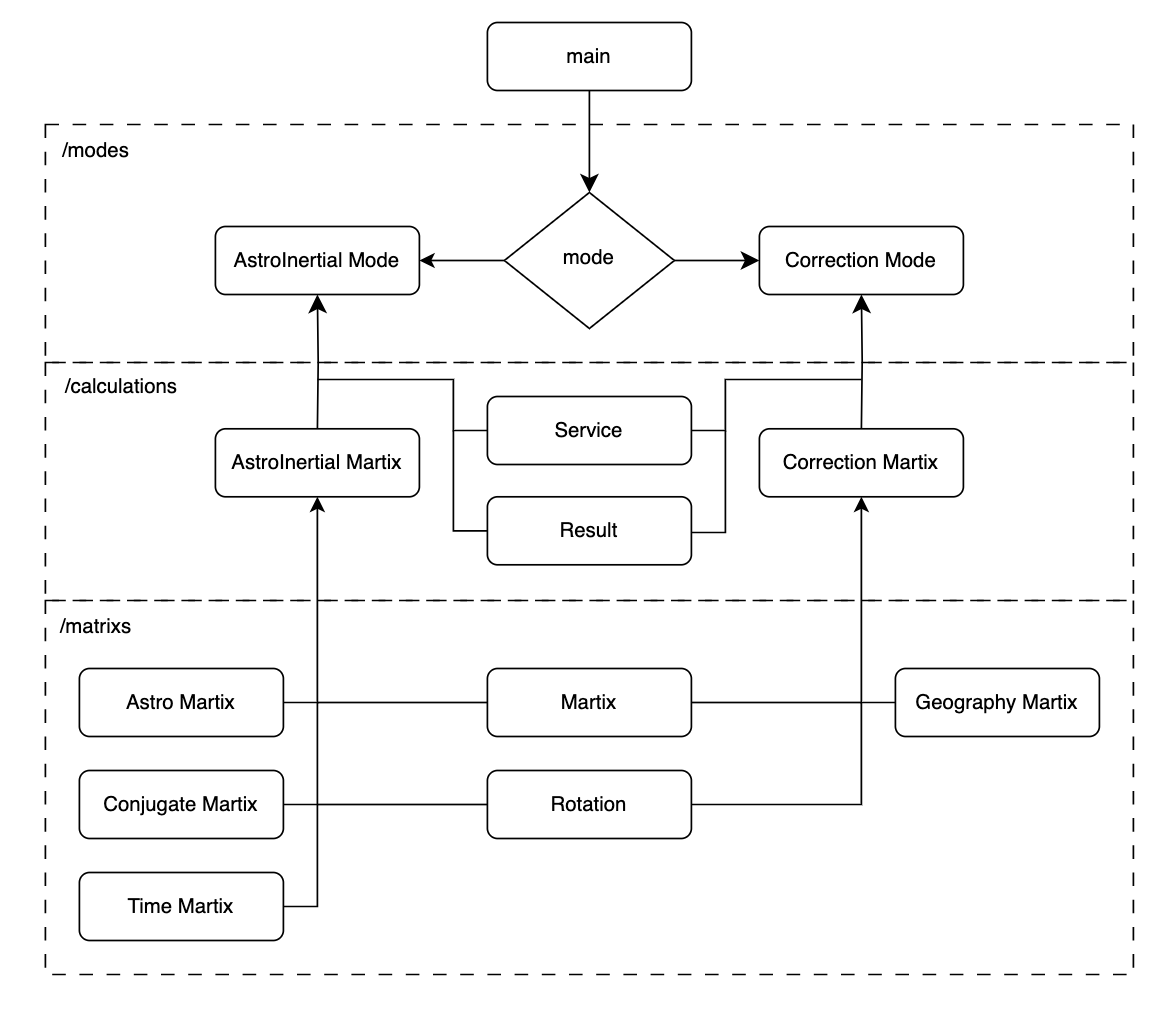 main
/modes
AstroInertial Mode
mode
Correction Mode
/calculations
Service
AstroInertial Martix
Correction Martix
Result
/matrixs
Astro Martix
Martix
Geography Martix
Conjugate Martix
Rotation
Time Martix